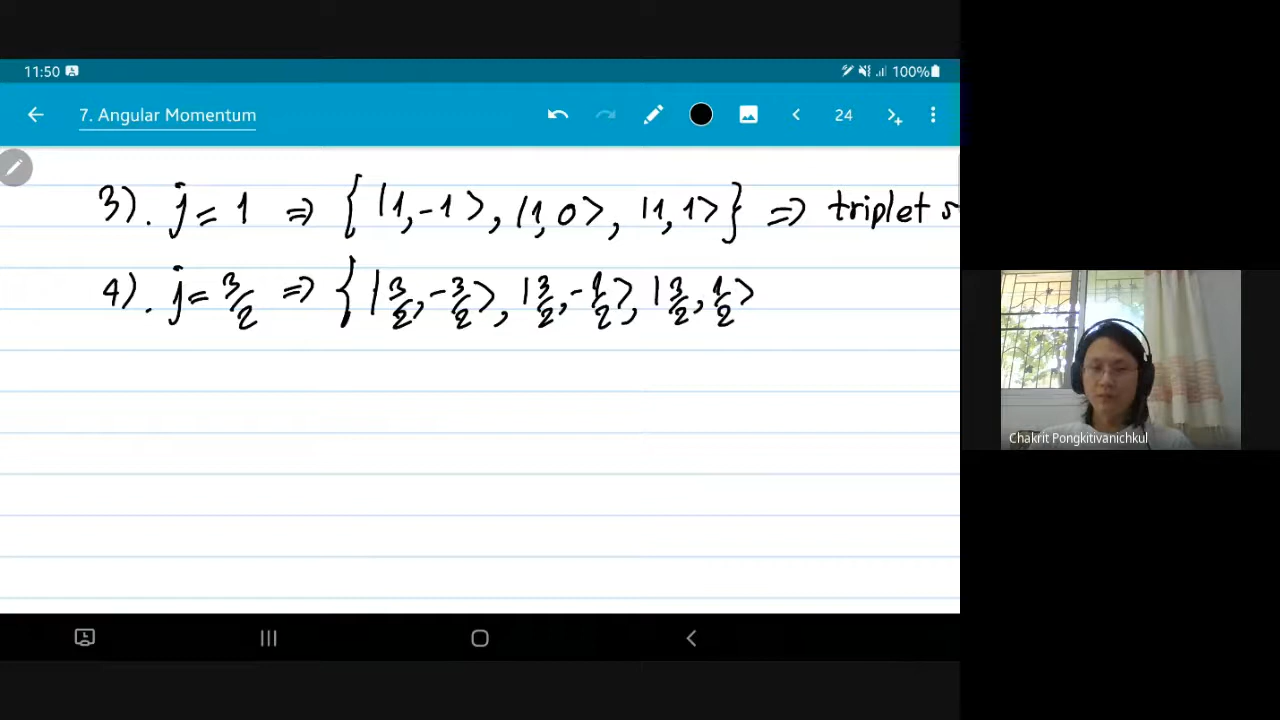 11:50 100%
7. Angular Momentum 24
3). j = 1 ⇒ { |1,-1⟩, |1,0⟩, |1,1⟩ } ⇒ triplet s
4). j = 3/2 ⇒ { |3/2,-3/2⟩, |3/2,-1/2⟩, |3/2,1/2⟩
Chakrit Pongkitivanichkul